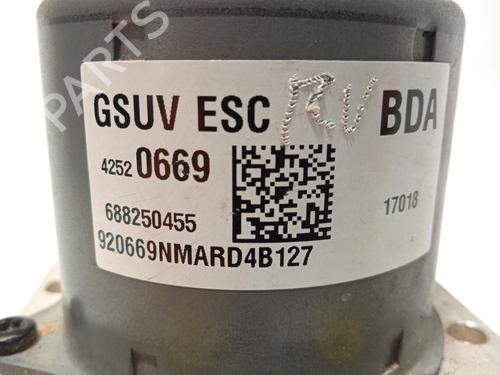 GSUV ESC BDA
4252 0669
688250455
17018
920669NMARD4B127
PARTS